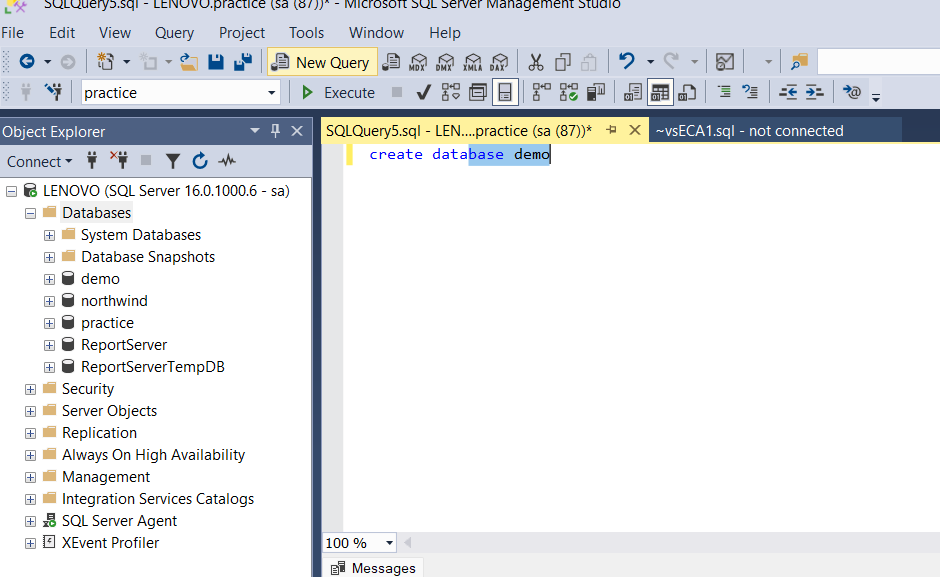 SQLQuery5.sql - LENOVO.practice (sa (87))* - Microsoft SQL Server Management Studio
File Edit View Query Project Tools Window Help
New Query MDX DMX XMLA DAX
practice Execute
Object Explorer
SQLQuery5.sql - LEN....practice (sa (87))* ~vsECA1.sql - not connected
Connect
create database demo
LENOVO (SQL Server 16.0.1000.6 - sa)
Databases
System Databases
Database Snapshots
demo
northwind
practice
ReportServer
ReportServerTempDB
Security
Server Objects
Replication
Always On High Availability
Management
Integration Services Catalogs
SQL Server Agent
XEvent Profiler
100 %
Messages